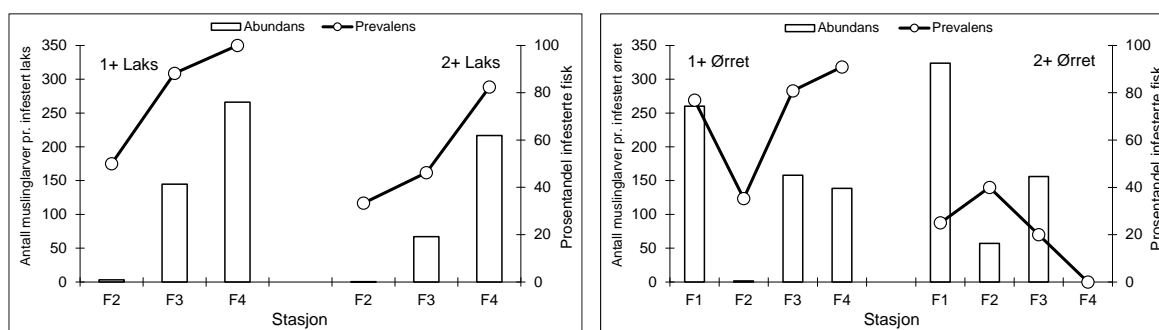 Abundans Prevalens
350
300
250
200
150
100
50
0
Antall muslinglarver pr. infestert laks
1+ Laks
2+ Laks
100
80
60
40
20
0
Prosentandel infesterte fisk
F2 F3 F4 F2 F3 F4
Stasjon
Abundans Prevalens
350
300
250
200
150
100
50
0
Antall muslinglarver pr. infestert ørret
1+ Ørret
2+ Ørret
100
80
60
40
20
0
Prosentandel infesterte fisk
F1 F2 F3 F4 F1 F2 F3 F4
Stasjon